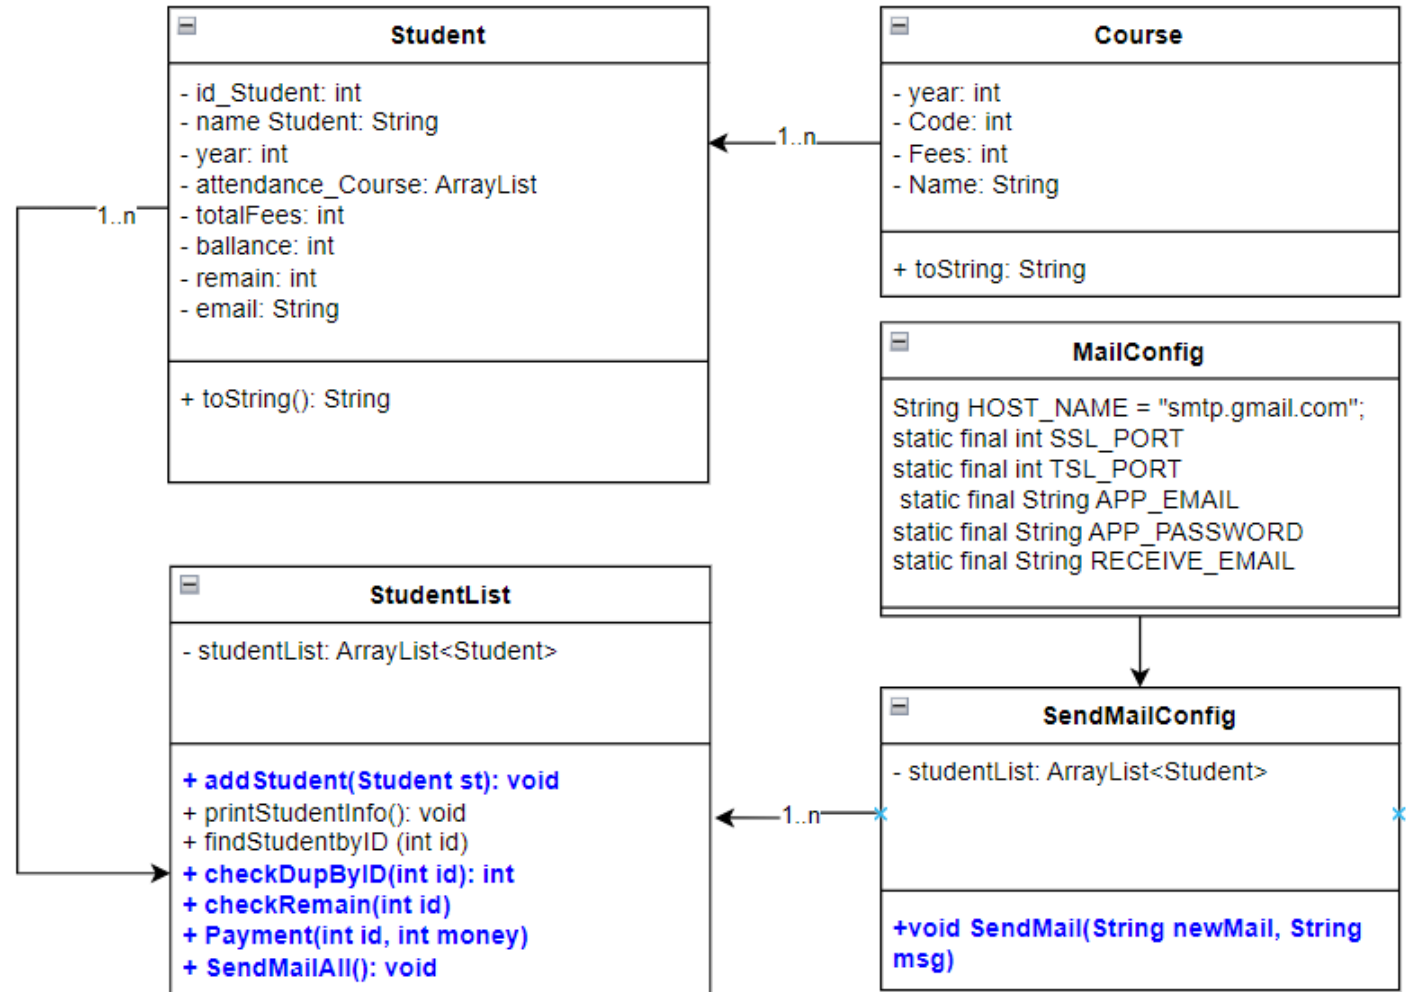 Student
- id_Student: int
- name Student: String
- year: int
- attendance_Course: ArrayList
- totalFees: int
- ballance: int
- remain: int
- email: String
+ toString(): String
1..n
Course
- year: int
- Code: int
- Fees: int
- Name: String
+ toString: String
1..n
MailConfig
String HOST_NAME = "smtp.gmail.com";
static final int SSL_PORT
static final int TSL_PORT
static final String APP_EMAIL
static final String APP_PASSWORD
static final String RECEIVE_EMAIL
StudentList
- studentList: ArrayList<Student>
+ addStudent(Student st): void
+ printStudentInfo(): void
+ findStudentbyID (int id)
+ checkDupByID(int id): int
+ checkRemain(int id)
+ Payment(int id, int money)
+ SendMailAll(): void
1..n
SendMailConfig
- studentList: ArrayList<Student>
+void SendMail(String newMail, String
msg)